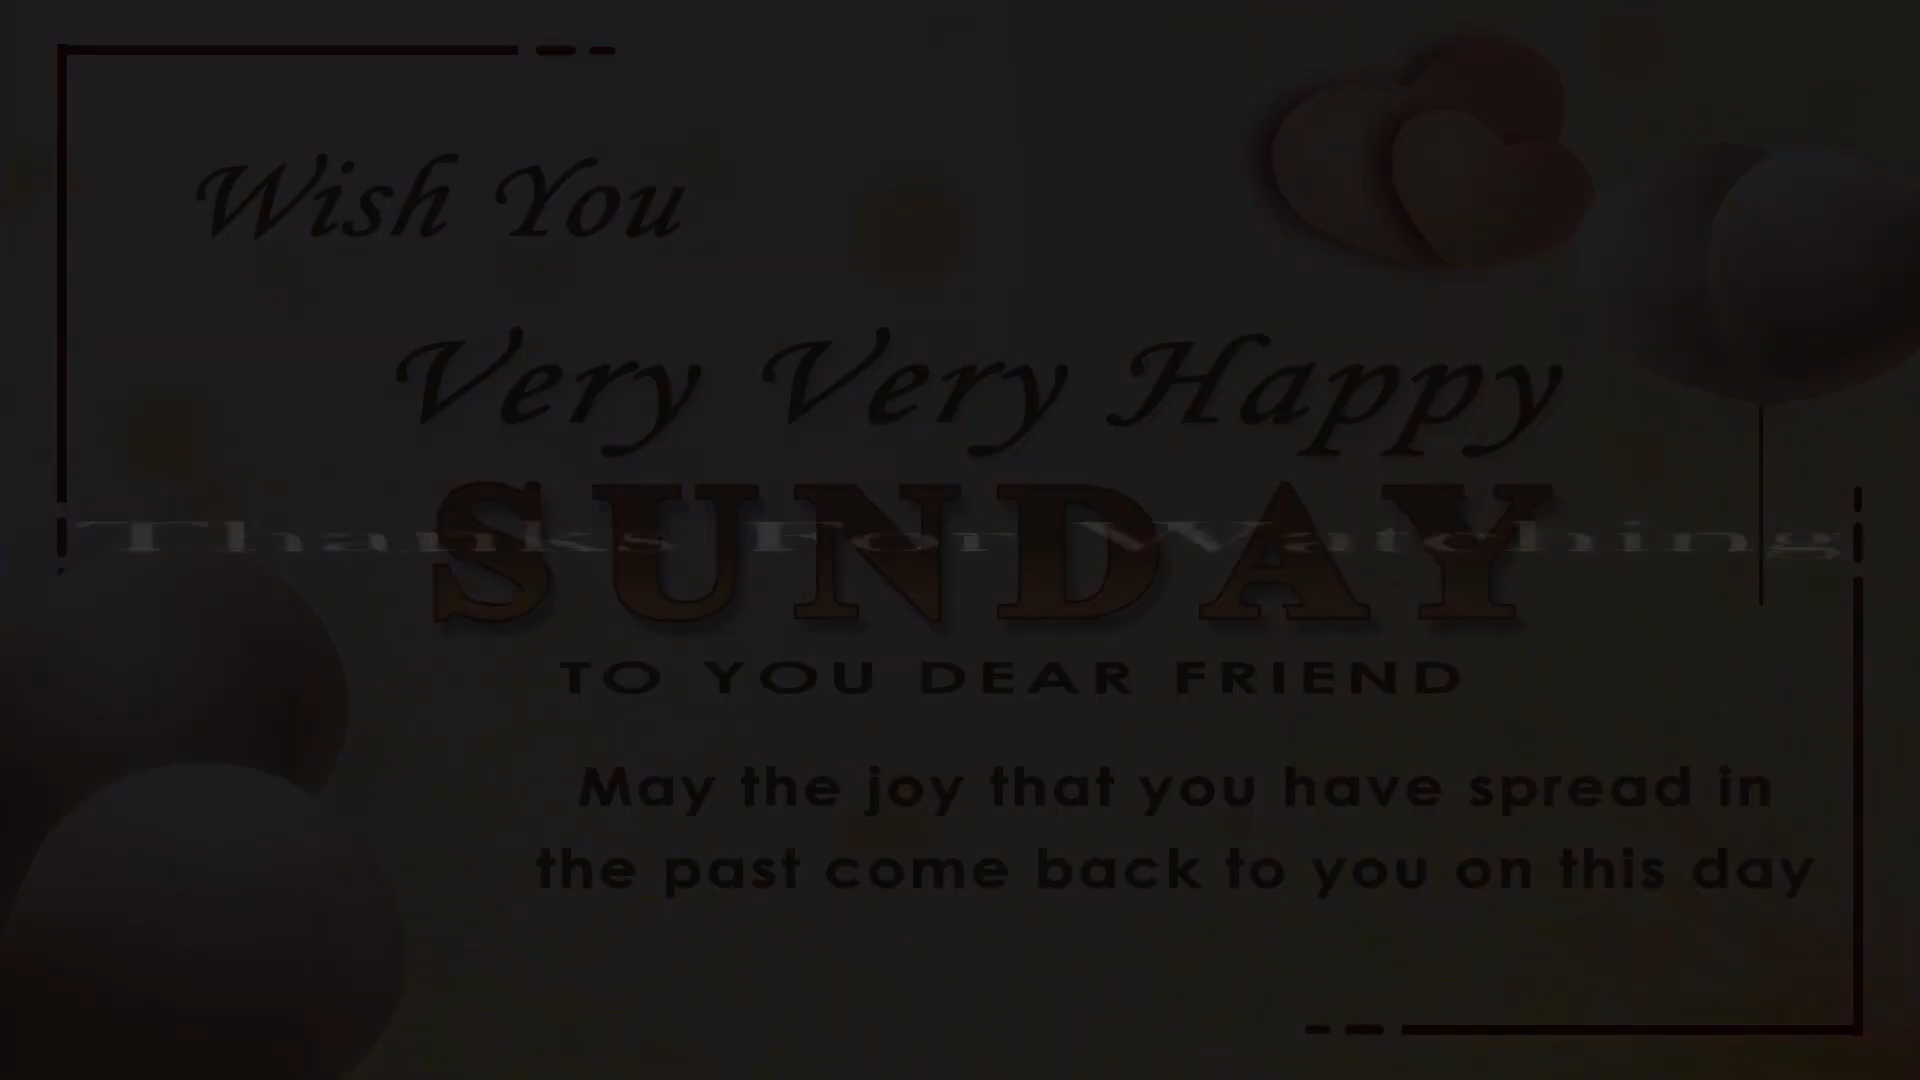 Wish You
Very Very Happy
SUNDAY
Thanks For Watching
TO YOU DEAR FRIEND
May the joy that you have spread in
the past come back to you on this day